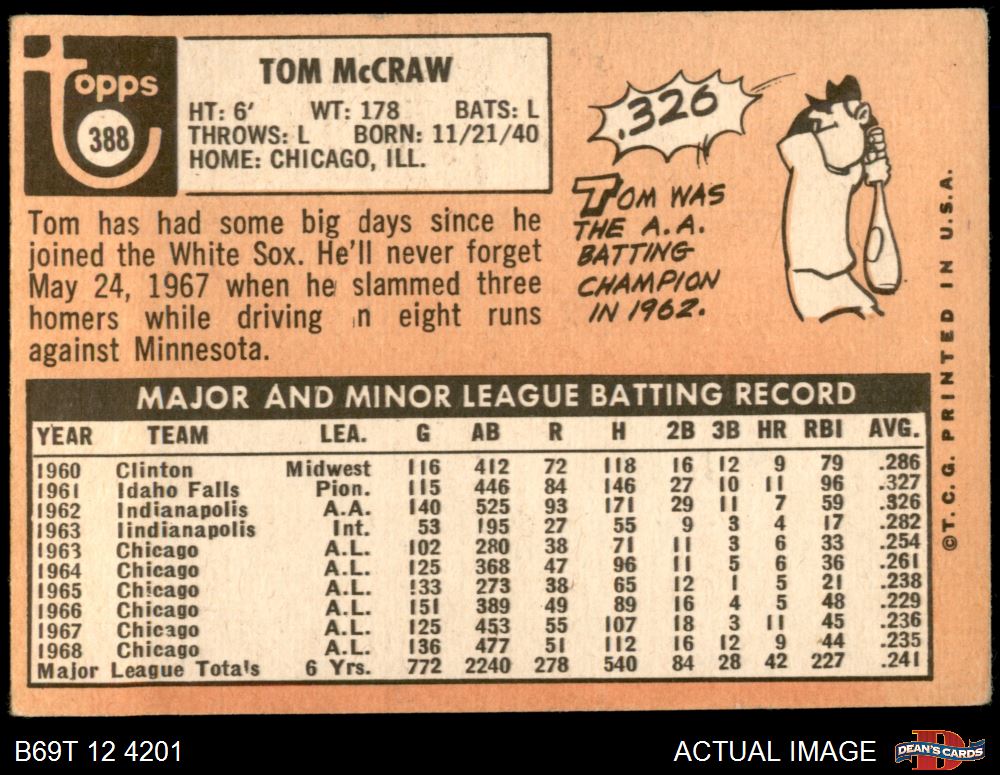 Topps
388
TOM McCRAW
HT: 6' WT: 178 BATS: L
THROWS: L BORN: 11/21/40
HOME: CHICAGO, ILL.
Tom has had some big days since he
joined the White Sox. He'll never forget
May 24, 1967 when he slammed three
homers while driving in eight runs
against Minnesota.
.326
TOM WAS
THE A.A.
BATTING
CHAMPION
IN 1962.
© T. C. G. PRINTED IN U.S.A.
MAJOR AND MINOR LEAGUE BATTING RECORD
YEAR TEAM LEA. G AB R H 2B 3B HR RBI AVG.
1960 Clinton Midwest 116 412 72 118 16 12 9 79 .286
1961 Idaho Falls Pion. 115 446 84 146 27 10 11 96 .327
1962 Indianapolis A.A. 140 525 93 171 29 11 7 59 .326
1963 Iindianapolis Int. 53 195 27 55 9 3 4 17 .282
1963 Chicago A.L. 102 280 38 71 11 3 6 33 .254
1964 Chicago A.L. 125 368 47 96 11 5 6 36 .261
1965 Chicago A.L. 133 273 38 65 12 1 5 21 .238
1966 Chicago A.L. 151 389 49 89 16 4 5 48 .229
1967 Chicago A.L. 125 453 55 107 18 3 11 45 .236
1968 Chicago A.L. 136 477 51 112 16 12 9 44 .235
Major League Totals 6 Yrs. 772 2240 278 540 84 28 42 227 .241
B69T 12 4201
ACTUAL IMAGE
D
DEAN'S CARDS